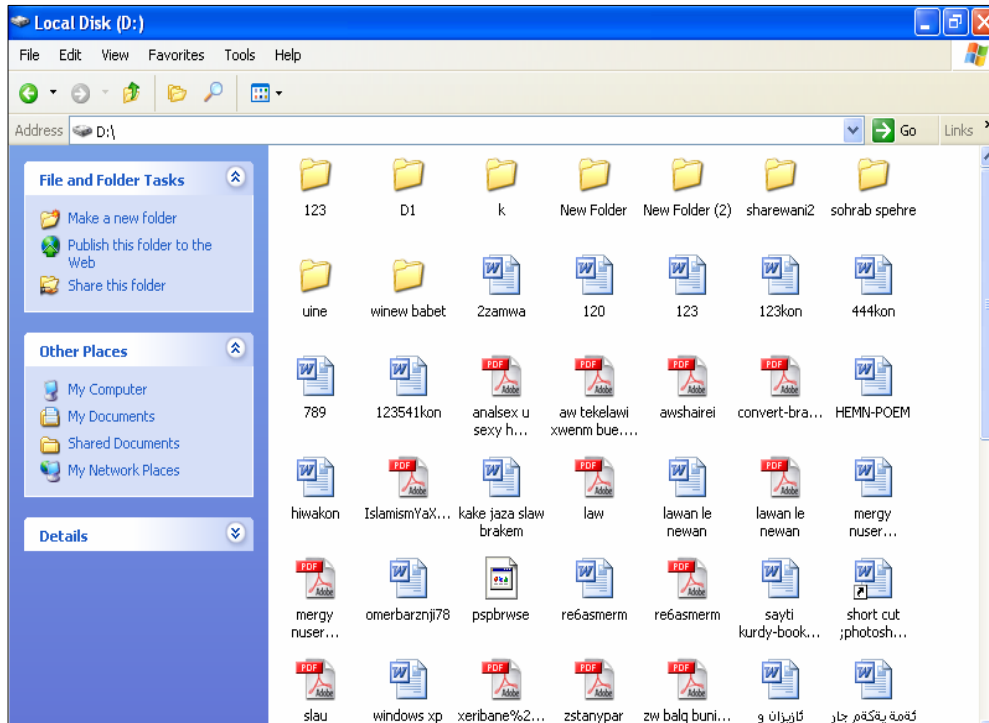 Local Disk (D:)
File Edit View Favorites Tools Help
Address D:\ Go Links
File and Folder Tasks
Make a new folder
Publish this folder to the
Web
Share this folder
Other Places
My Computer
My Documents
Shared Documents
My Network Places
Details
123 D1 k New Folder New Folder (2) sharewani2 sohrab spehre
uine winew babet 2zamwa 120 123 123kon 444kon
789 123541kon analsex u aw tekelawi awshairei convert-bra... HEMN-POEM
sexy h... xwenm bue....
hiwakon IslamismYaX... kake jaza slaw law lawan le lawan le mergy
brakem newan newan nuser...
mergy omerbarznji78 pspbrwse re6asmerm re6asmerm sayti short cut
nuser... kurdy-book... ;photosh...
slau windows xp xeribane%2... zstanypar zw balq buni... ئازیزان و ئةمة یةكةم جار